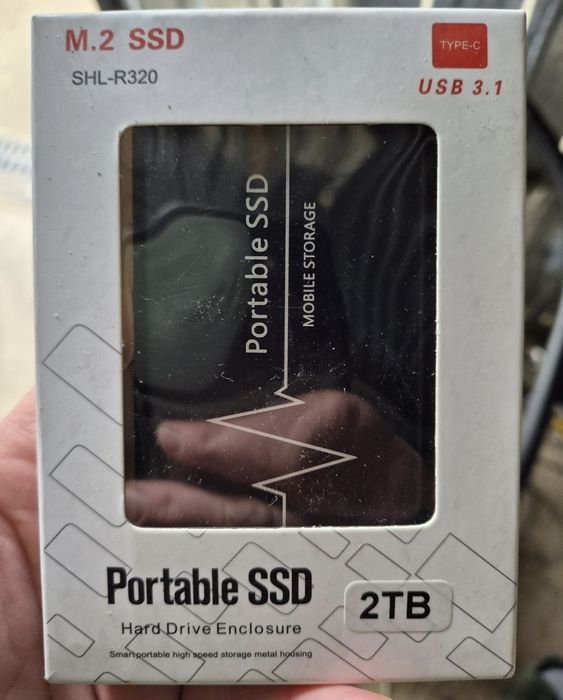 M.2 SSD
TYPE-C
SHL-R320
USB 3.1
Portable SSD
MOBILE STORAGE
Portable SSD
2TB
Hard Drive Enclosure
Smart portable high speed storage metal housing